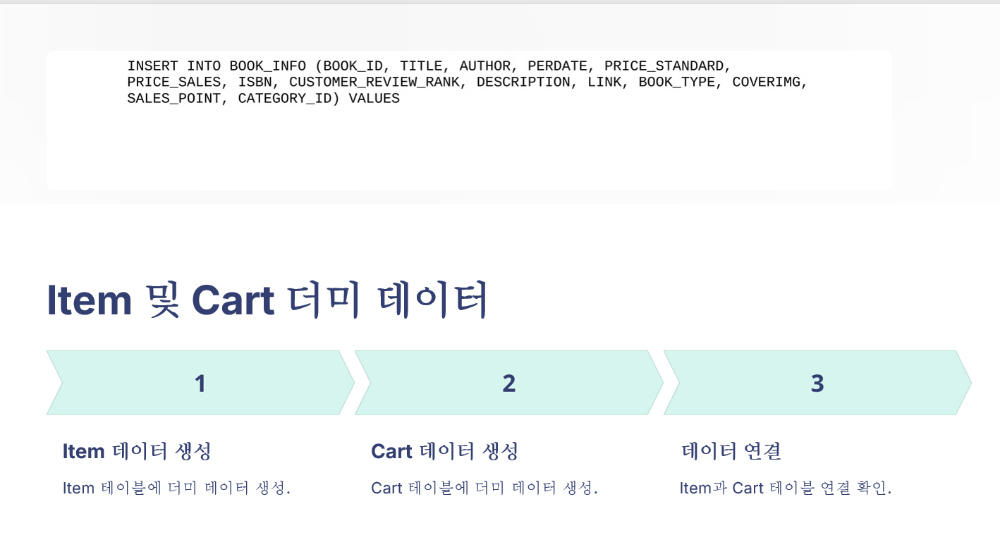 INSERT INTO BOOK_INFO (BOOK_ID, TITLE, AUTHOR, PERDATE, PRICE_STANDARD,
PRICE_SALES, ISBN, CUSTOMER_REVIEW_RANK, DESCRIPTION, LINK, BOOK_TYPE, COVERIMG,
SALES_POINT, CATEGORY_ID) VALUES
Item 및 Cart 더미 데이터
1
Item 데이터 생성
Item 테이블에 더미 데이터 생성.
2
Cart 데이터 생성
Cart 테이블에 더미 데이터 생성.
3
데이터 연결
Item과 Cart 테이블 연결 확인.